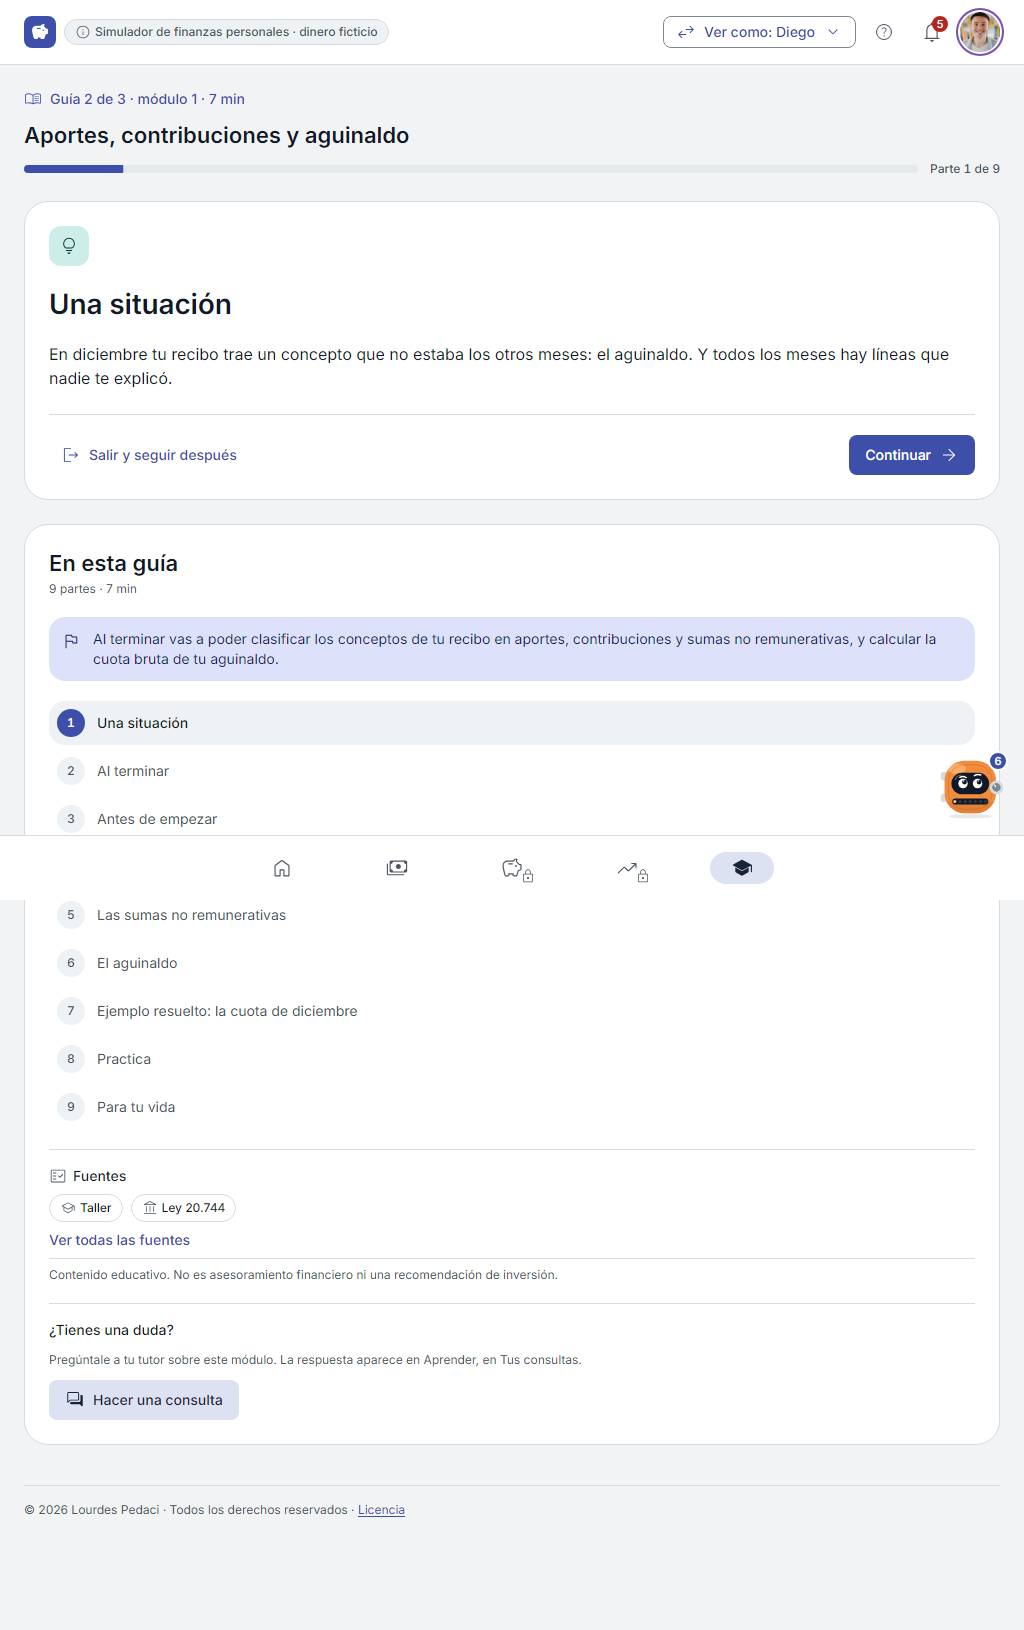 Simulador de finanzas personales · dinero ficticio
Ver como: Diego
5
Guía 2 de 3 · módulo 1 · 7 min
Aportes, contribuciones y aguinaldo
Parte 1 de 9
Una situación
En diciembre tu recibo trae un concepto que no estaba los otros meses: el aguinaldo. Y todos los meses hay líneas que
nadie te explicó.
Salir y seguir después
Continuar
En esta guía
9 partes · 7 min
Al terminar vas a poder clasificar los conceptos de tu recibo en aportes, contribuciones y sumas no remunerativas, y calcular la
cuota bruta de tu aguinaldo.
1 Una situación
2 Al terminar
6
3 Antes de empezar
5 Las sumas no remunerativas
6 El aguinaldo
7 Ejemplo resuelto: la cuota de diciembre
8 Practica
9 Para tu vida
Fuentes
Taller
Ley 20.744
Ver todas las fuentes
Contenido educativo. No es asesoramiento financiero ni una recomendación de inversión.
¿Tienes una duda?
Pregúntale a tu tutor sobre este módulo. La respuesta aparece en Aprender, en Tus consultas.
Hacer una consulta
© 2026 Lourdes Pedaci · Todos los derechos reservados · Licencia